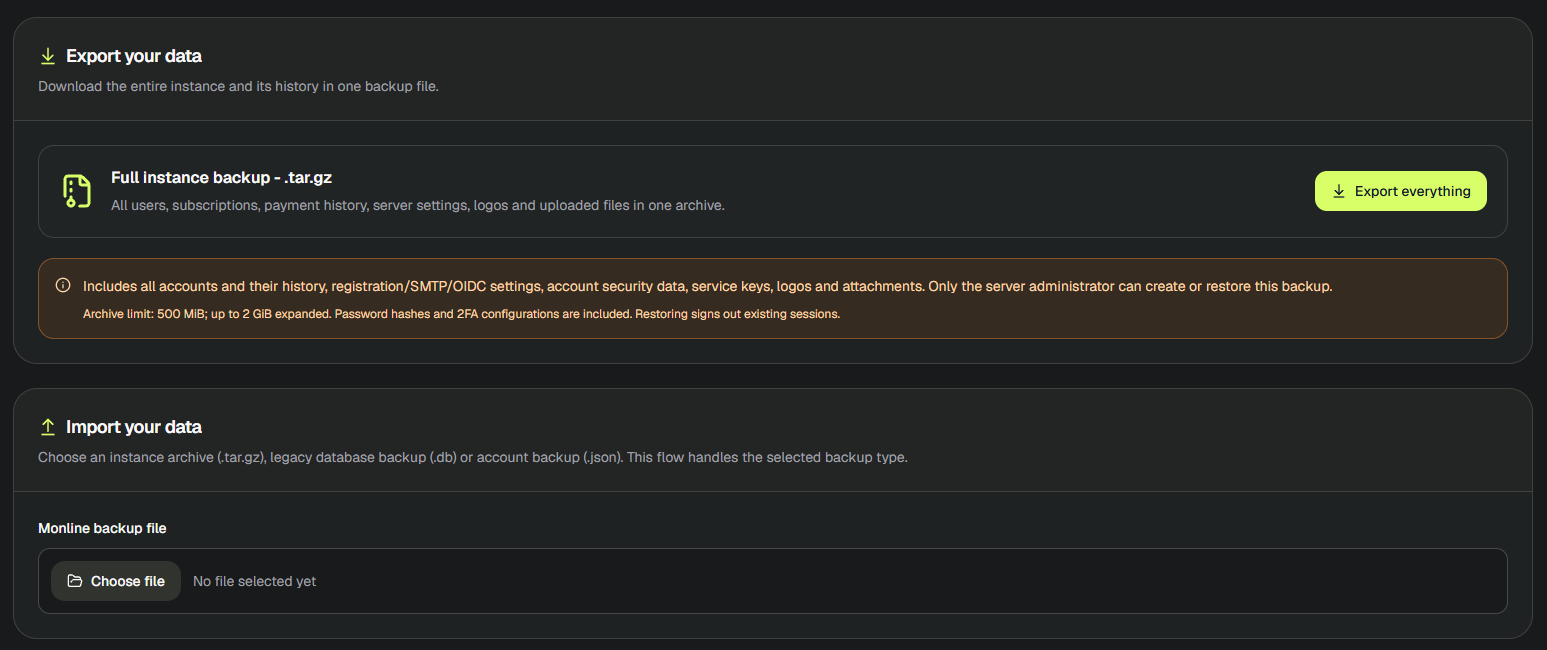 Export your data
Download the entire instance and its history in one backup file.
Full instance backup - .tar.gz
All users, subscriptions, payment history, server settings, logos and uploaded files in one archive.
Export everything
Includes all accounts and their history, registration/SMTP/OIDC settings, account security data, service keys, logos and attachments. Only the server administrator can create or restore this backup.
Archive limit: 500 MiB; up to 2 GiB expanded. Password hashes and 2FA configurations are included. Restoring signs out existing sessions.
Import your data
Choose an instance archive (.tar.gz), legacy database backup (.db) or account backup (.json). This flow handles the selected backup type.
Monline backup file
Choose file
No file selected yet